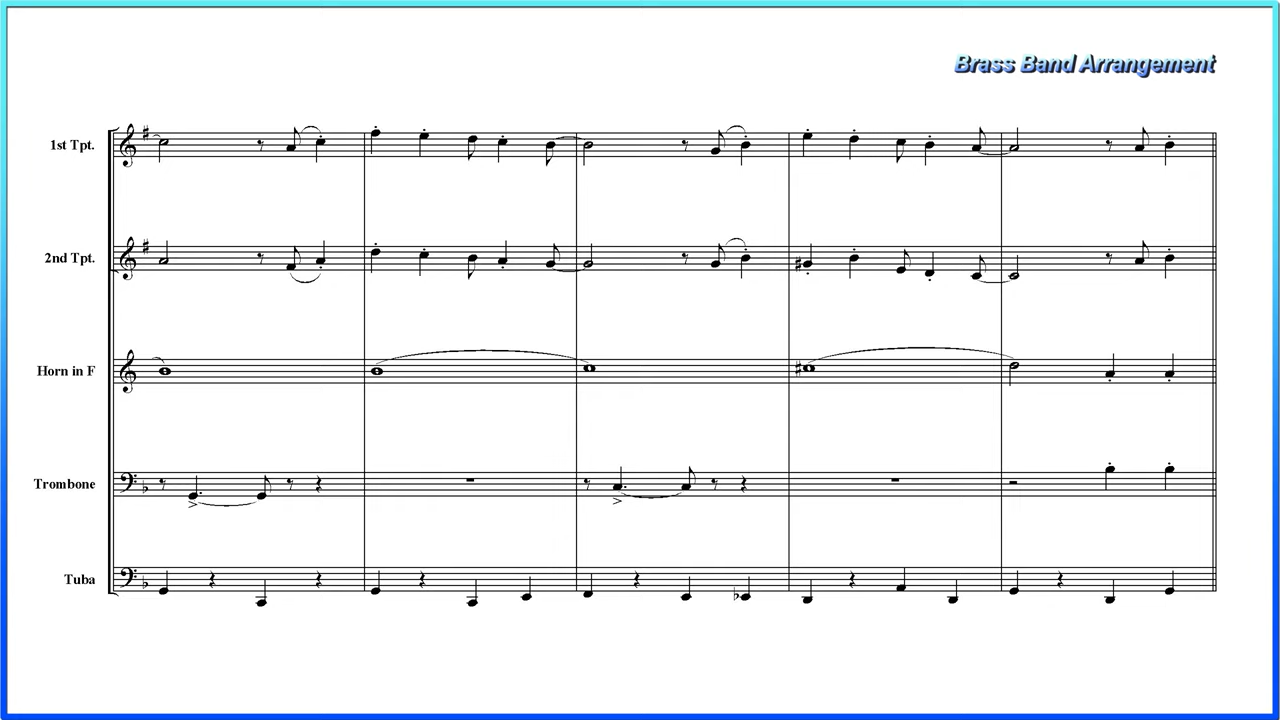 Brass Band Arrangement
1st Tpt.
2nd Tpt.
Horn in F
Trombone
Tuba